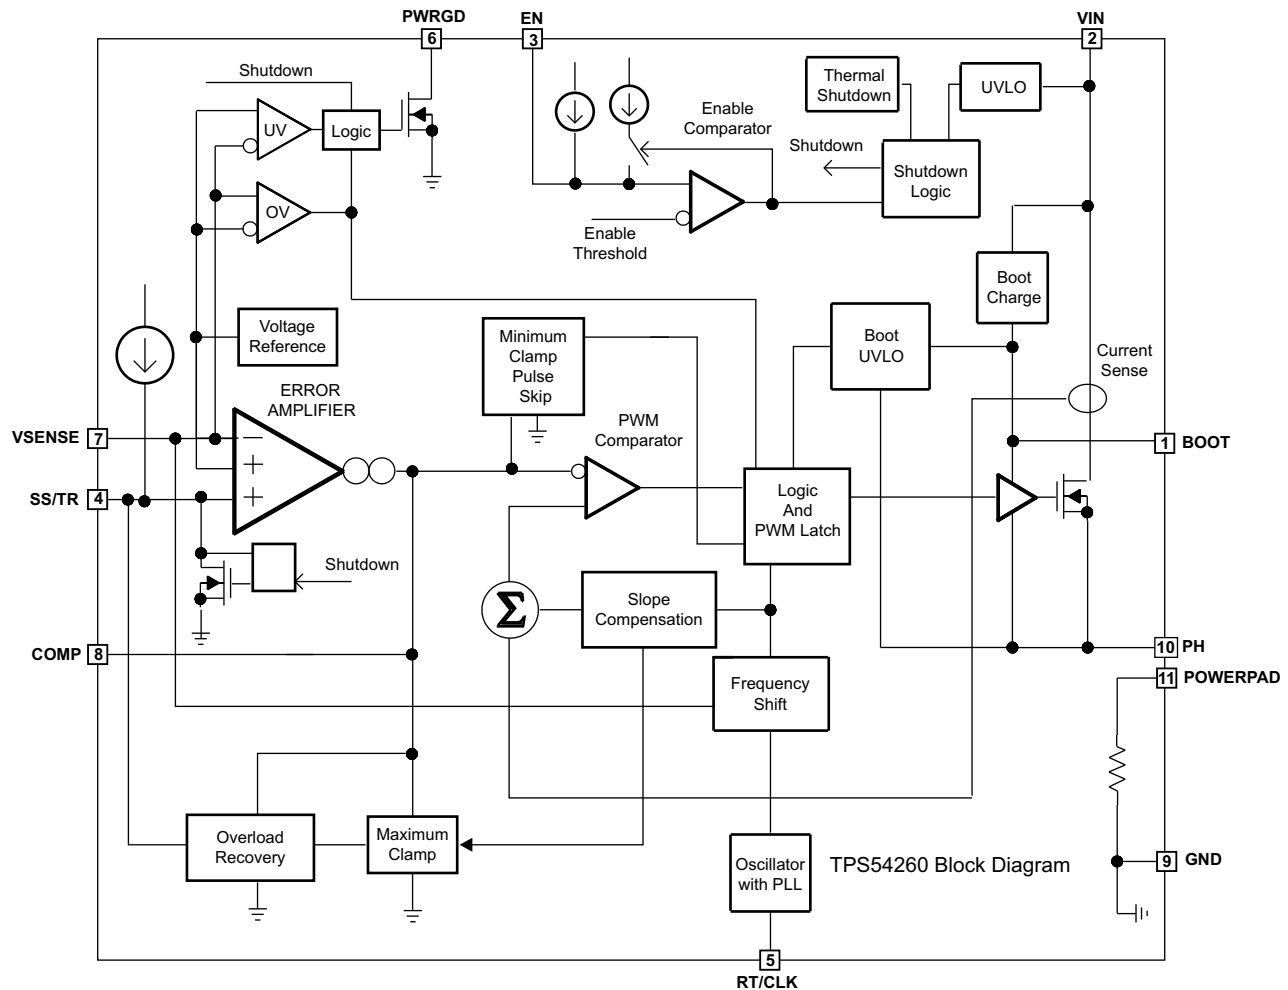 PWRGD
EN
VIN
6
3
2
Shutdown
Thermal
Shutdown
UVLO
UV
Logic
Enable
Comparator
Shutdown
Shutdown
Logic
OV
Enable
Threshold
Boot
Charge
Voltage
Reference
Minimum
Clamp
Pulse
Skip
Boot
UVLO
Current
Sense
ERROR
AMPLIFIER
PWM
Comparator
VSENSE
7
1
BOOT
SS/TR
4
Logic
And
PWM Latch
Shutdown
Σ
Slope
Compensation
COMP
8
10
PH
11
POWERPAD
Frequency
Shift
Overload
Recovery
Maximum
Clamp
Oscillator
with PLL
TPS54260 Block Diagram
9
GND
5
RT/CLK